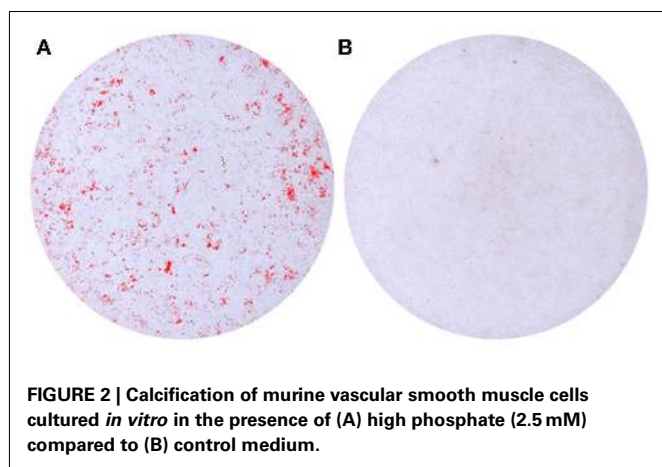 A
B
FIGURE 2 | Calcification of murine vascular smooth muscle cells
cultured in vitro in the presence of (A) high phosphate (2.5 mM)
compared to (B) control medium.